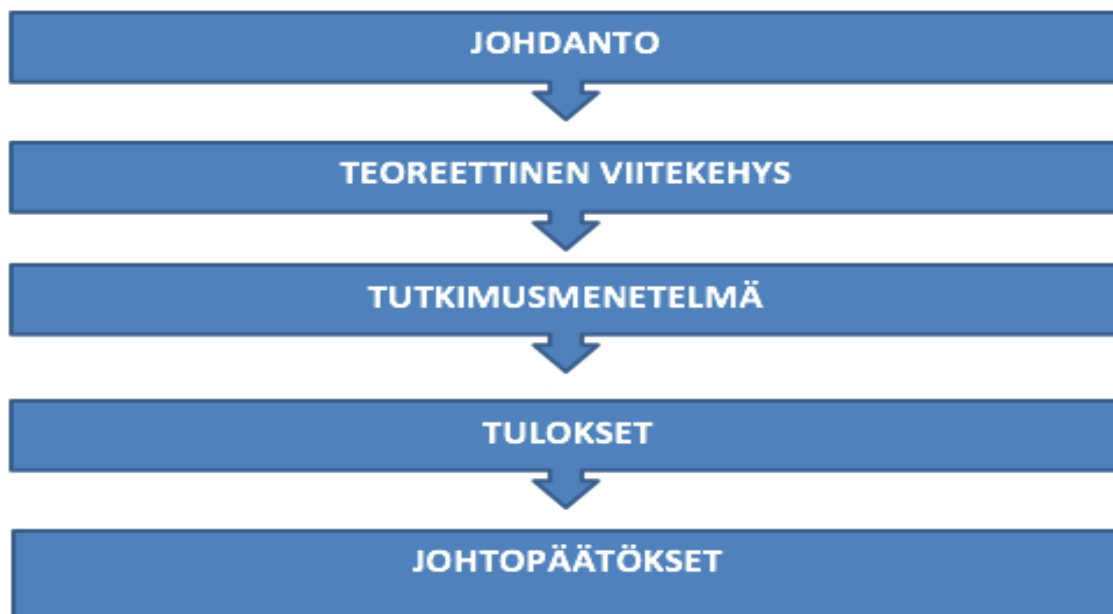 JOHDANTO
TEOREETTINEN VIITEKEHYS
TUTKIMUSMENETELMÄ
TULOKSET
JOHTOPÄÄTÖKSET